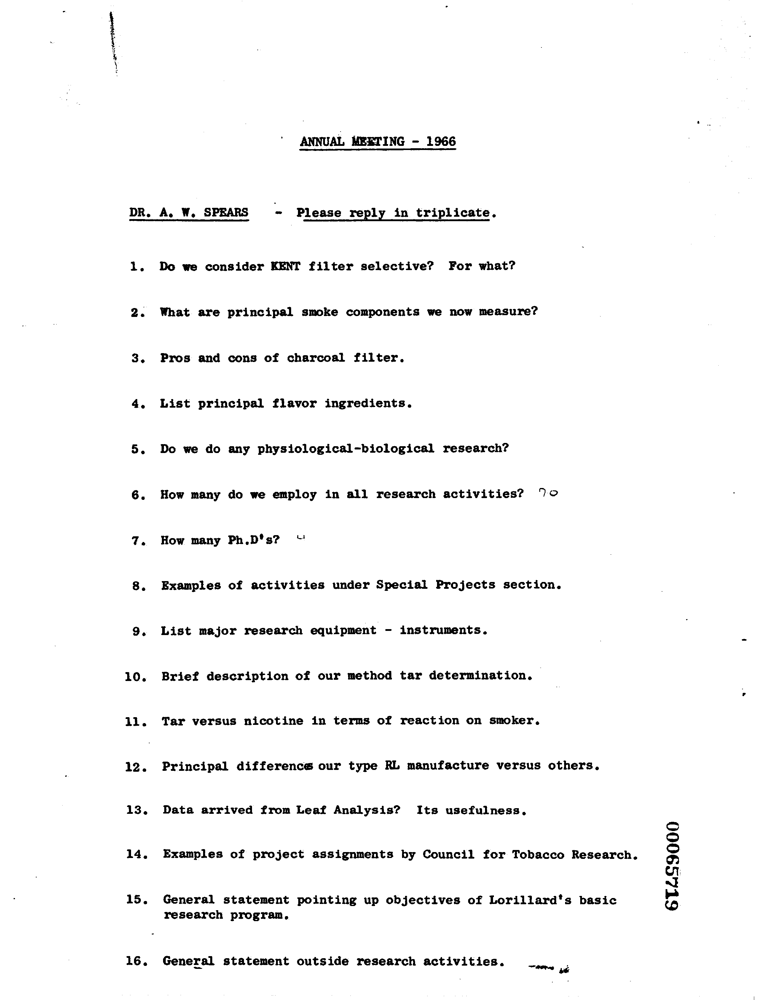 ANNUAL MEETING - 1966
DR. A. W. SPEARS - Please reply in triplicate.
1. Do we consider KENT filter selective? For what?
2. What are principal smoke components we now measure?
3. Pros and cons of charcoal filter.
4. List principal flavor ingredients.
5. Do we do any physiological-biological research?
6. How many do we employ in all research activities? 70
7. How many Ph.D's?
8. Examples of activities under Special Projects section.
9. List major research equipment - instruments.
10. Brief description of our method tar determination.
11. Tar versus nicotine in terms of reaction on smoker.
12. Principal differences our type RL manufacture versus others.
13. Data arrived from Leaf Analysis? Its usefulness.
14. Examples of project assignments by Council for Tobacco Research.
15. General statement pointing up objectives of Lorillard's basic
research program.
16. General statement outside research activities.
00065719